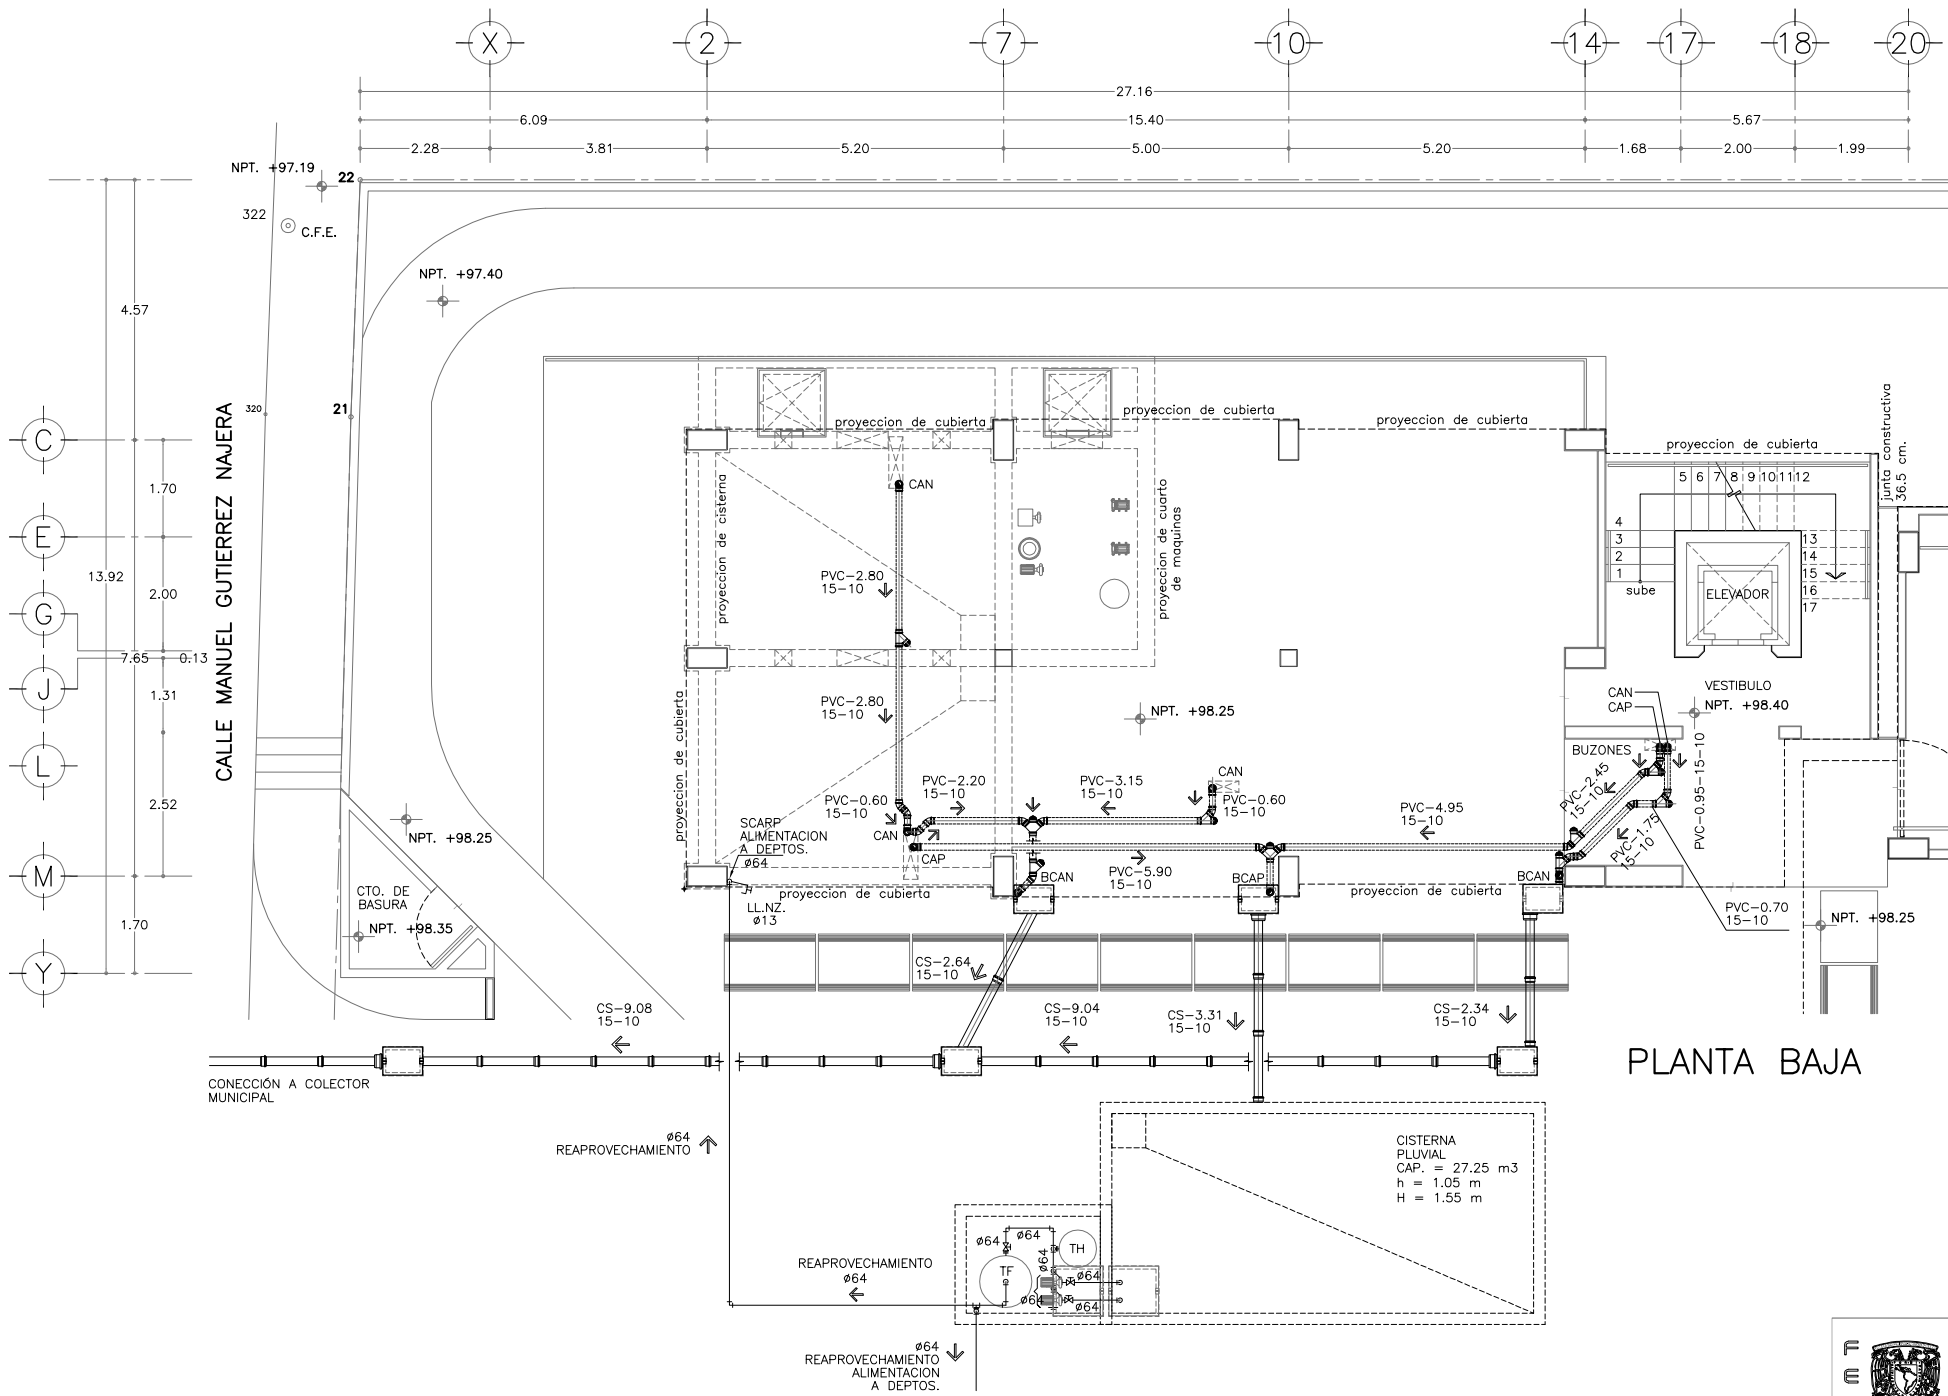 X
2
7
10
14
17
18
20
27.16
6.09
15.40
5.67
2.28
3.81
5.20
5.00
5.20
1.68
2.00
1.99
NPT. +97.19
22
322
C.F.E.
NPT. +97.40
4.57
320
21
CALLE MANUEL GUTIERREZ NAJERA
C
E
G
J
L
M
Y
1.70
13.92
2.00
7.65
0.13
1.31
2.52
1.70
proyeccion de cubierta
proyeccion de cubierta
proyeccion de cubierta
proyeccion de cubierta
junta constructiva
36.5 cm.
5 6 7 8 9 10 11 12
4
3
2
1
sube
13
14
15
16
17
ELEVADOR
CAN
proyeccion de cisterna
proyeccion de cuarto
de maquinas
PVC-2.80
15-10
PVC-2.80
15-10
proyeccion de cubierta
NPT. +98.25
CAN
CAP
VESTIBULO
NPT. +98.40
BUZONES
PVC-2.45
15-10
PVC-0.95-15-10
PVC-1.75
15-10
PVC-0.60
15-10
PVC-2.20
15-10
PVC-3.15
15-10
CAN
PVC-0.60
15-10
PVC-4.95
15-10
SCARP
ALIMENTACION
A DEPTOS.
ø64
CAN
CAP
NPT. +98.25
BCAN
PVC-5.90
15-10
BCAP
BCAN
proyeccion de cubierta
proyeccion de cubierta
CTO. DE
BASURA
NPT. +98.35
LL.NZ.
ø13
PVC-0.70
15-10
NPT. +98.25
CS-2.64
15-10
CS-9.08
15-10
CS-9.04
15-10
CS-3.31
15-10
CS-2.34
15-10
PLANTA BAJA
CONECCIÓN A COLECTOR
MUNICIPAL
ø64
REAPROVECHAMIENTO
CISTERNA
PLUVIAL
CAP. = 27.25 m3
h = 1.05 m
H = 1.55 m
REAPROVECHAMIENTO
ø64
ø64
ø64
ø64
TH
TF
ø64
ø64
ø64
ø64
REAPROVECHAMIENTO
ALIMENTACION
A DEPTOS.
F
E